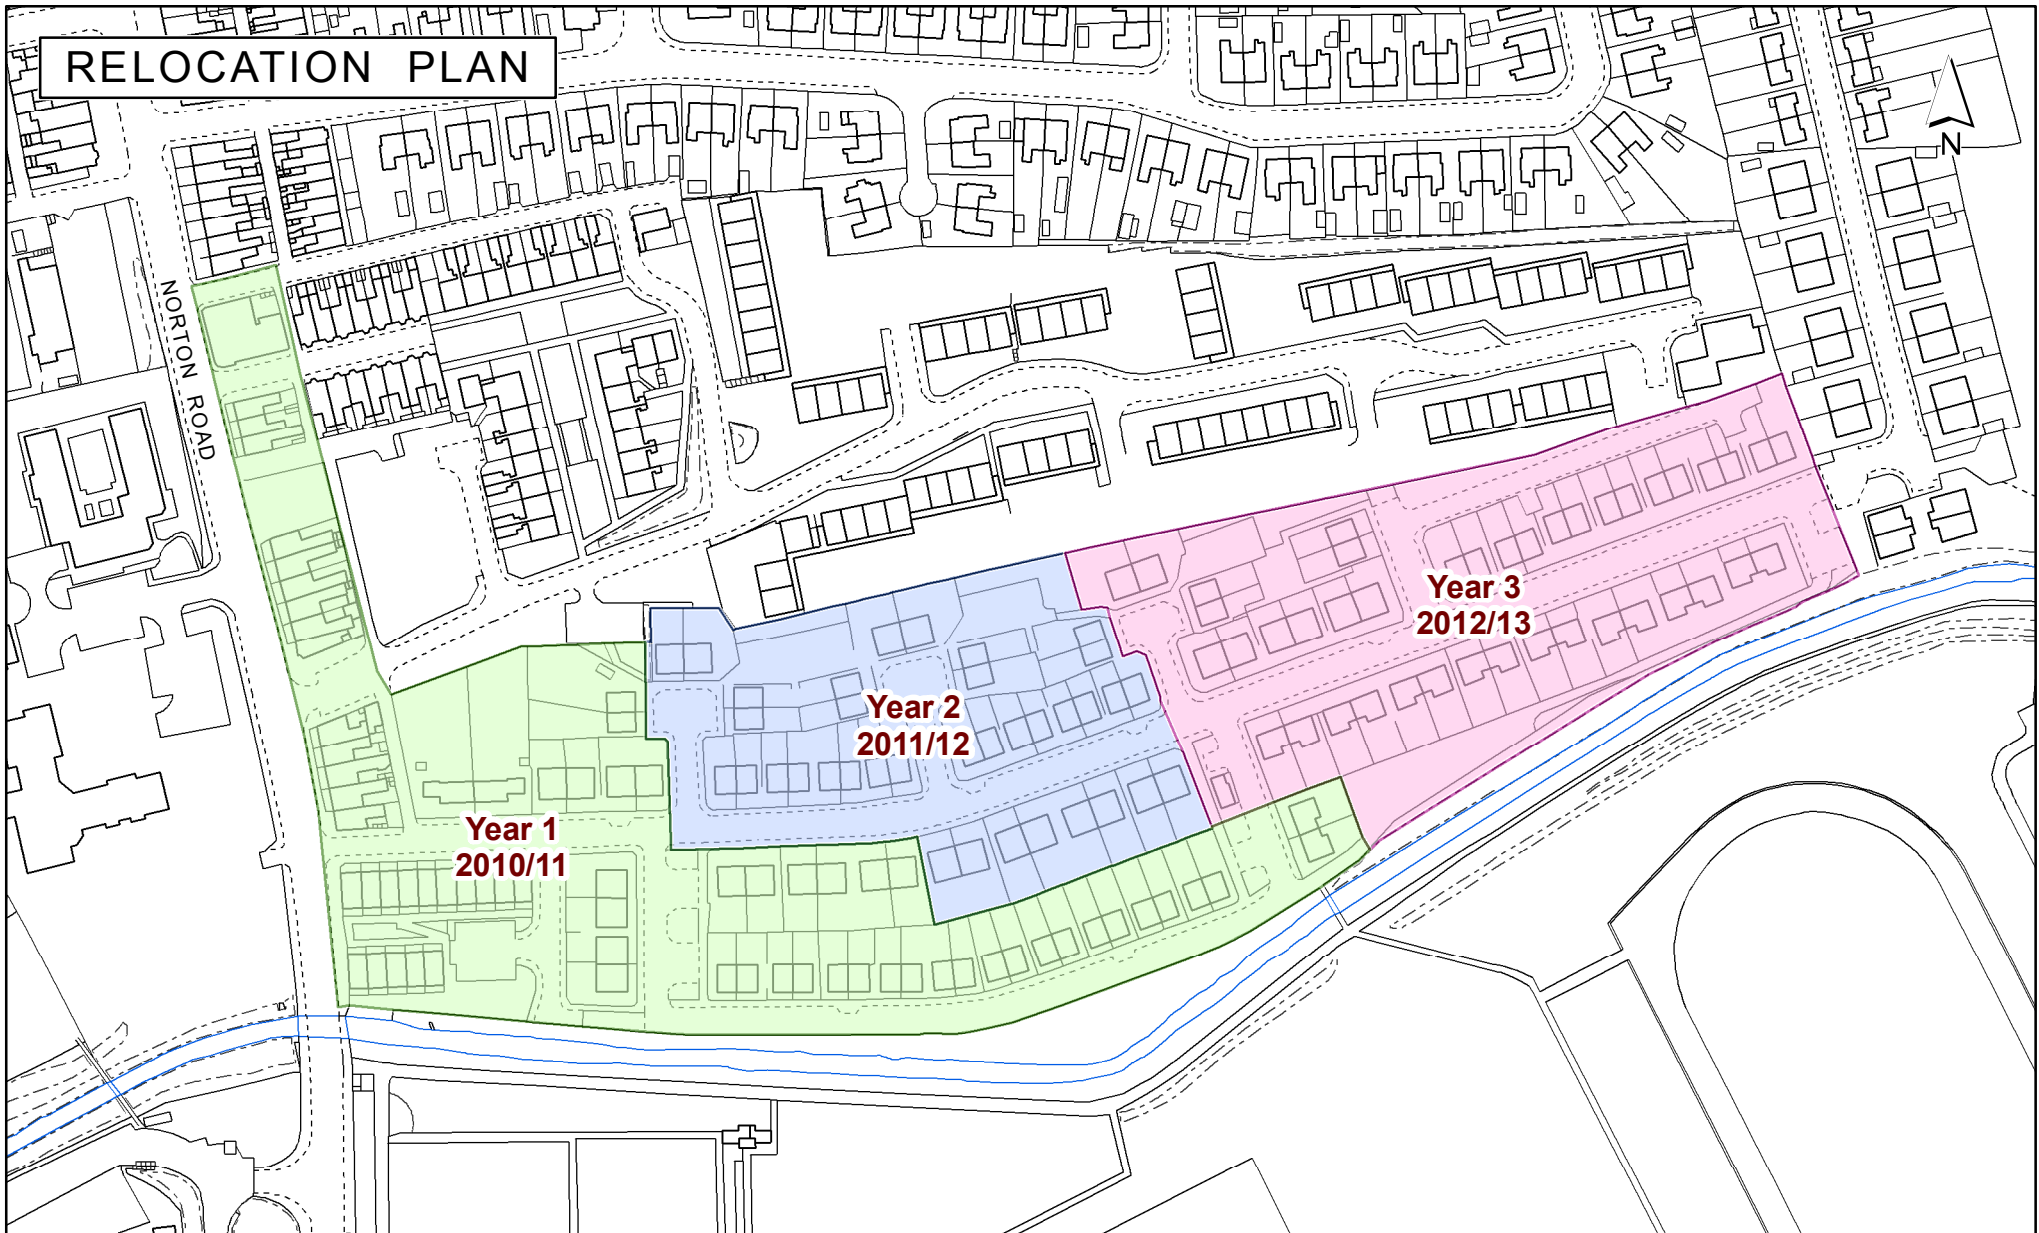 RELOCATION PLAN
N
NORTON ROAD
Year 3
2012/13
Year 2
2011/12
Year 1
2010/11